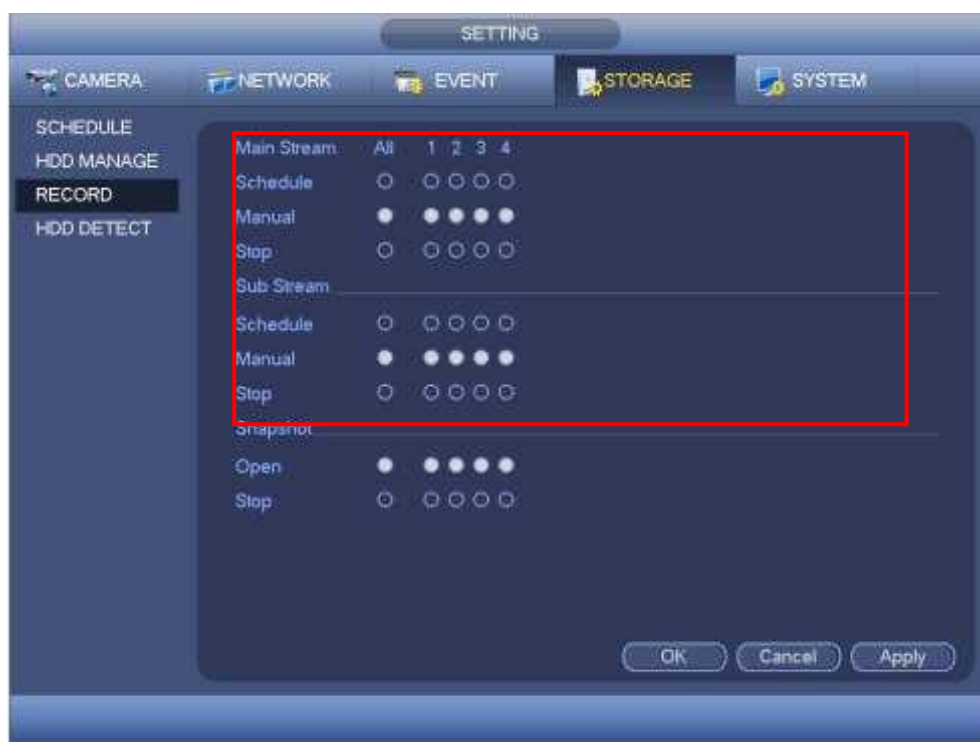 SETTING
CAMERA NETWORK EVENT STORAGE SYSTEM
SCHEDULE
HDD MANAGE
RECORD
HDD DETECT
Main Stream All 1 2 3 4
Schedule
Manual
Stop
Sub Stream
Schedule
Manual
Stop
Snapshot
Open
Stop
OK Cancel Apply